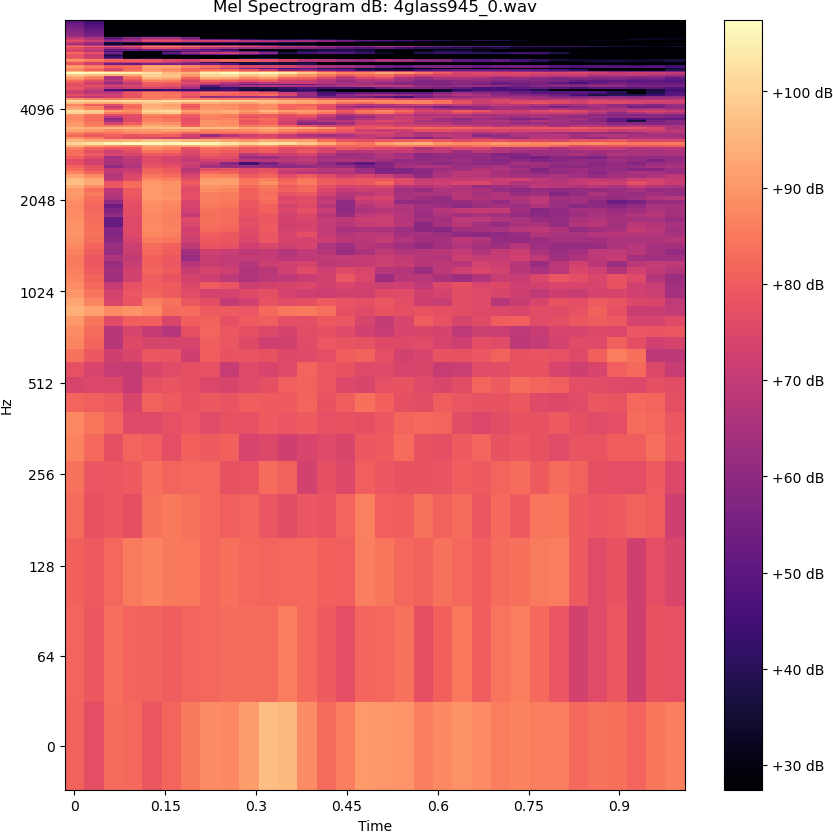 Mel Spectrogram dB: 4glass945_0.wav
Hz
4096
2048
1024
512
256
128
64
0
0 0.15 0.3 0.45 0.6 0.75 0.9
Time
+100 dB
+90 dB
+80 dB
+70 dB
+60 dB
+50 dB
+40 dB
+30 dB